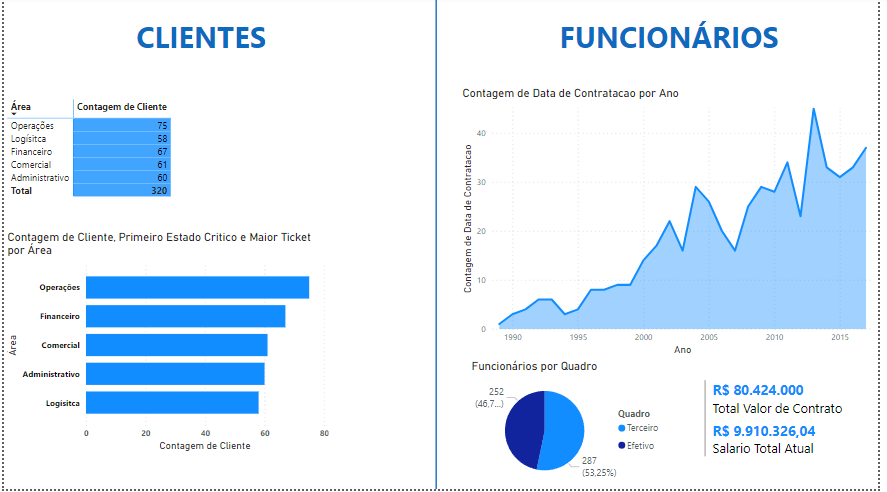 CLIENTES
Área Contagem de Cliente
Operações 75
Logísitca 58
Financeiro 67
Comercial 61
Administrativo 60
Total 320
Contagem de Cliente, Primeiro Estado Critico e Maior Ticket
por Área
Área
Operações
Financeiro
Comercial
Administrativo
Logísitca
0 20 40 60 80
Contagem de Cliente
FUNCIONÁRIOS
Contagem de Data de Contratacao por Ano
Contagem de Data de Contratacao
40
30
20
10
0
1990 1995 2000 2005 2010 2015
Ano
Funcionários por Quadro
252
(46,7...)
287
(53,25%)
Quadro
Terceiro
Efetivo
R$ 80.424.000
Total Valor de Contrato
R$ 9.910.326,04
Salario Total Atual